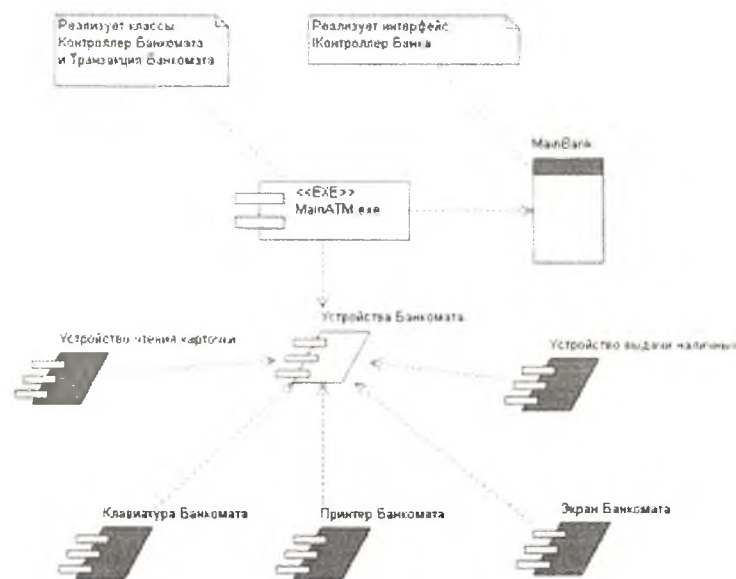 Реализует классы
Контроллер Банкомата
и Транзакция Банкомата
Реализует интерфейс
IКонтроллер Банка
MainBank
<<EXE>>
MainATM.exe
Устройства Банкомата
Устройство чтения карточки
Устройство выдачи наличных
Клавиатура Банкомата
Принтер Банкомата
Экран Банкомата